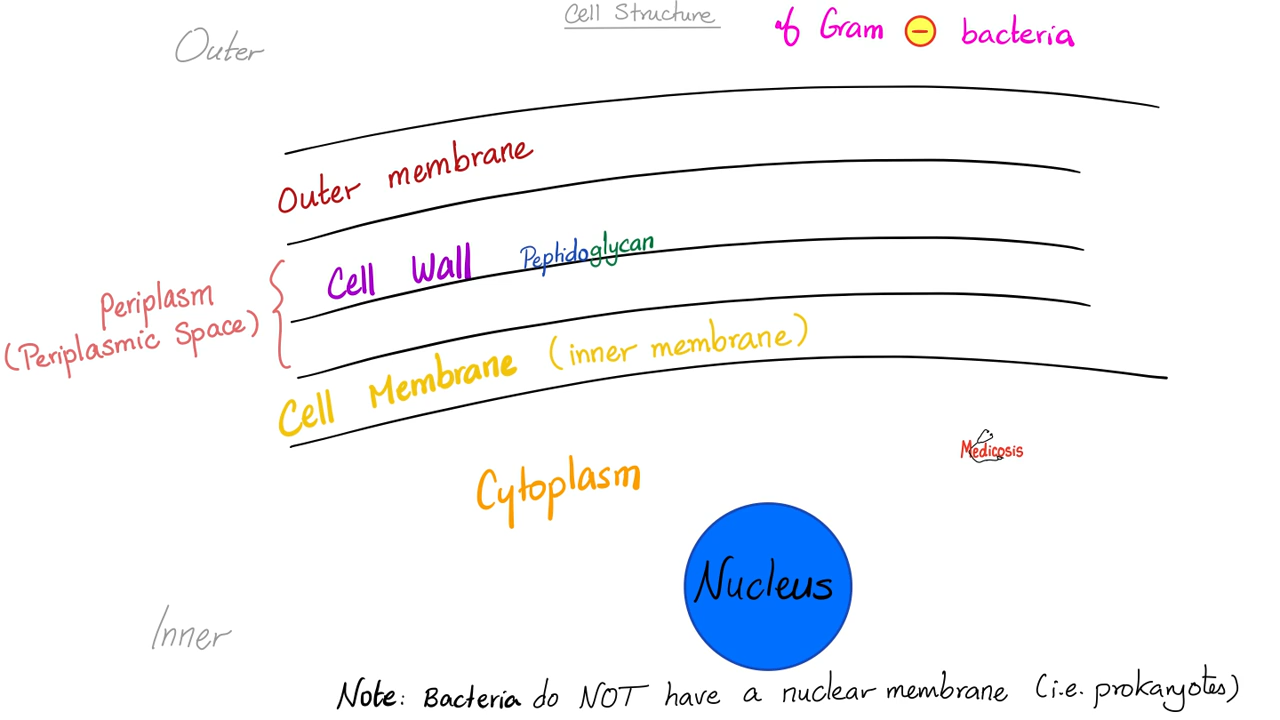 Cell Structure
of Gram - bacteria
Outer
Outer membrane
Cell Wall Peptidoglycan
Periplasm
(Periplasmic Space)
Cell Membrane (inner membrane)
Medicosis
Cytoplasm
Nucleus
Inner
Note: Bacteria do NOT have a nuclear membrane (i.e. prokaryotes)